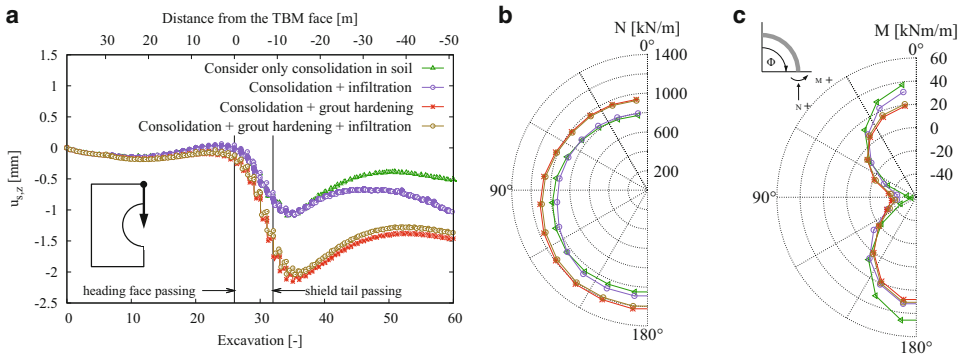 a
Distance from the TBM face [m]
30 20 10 0 -10 -20 -30 -40 -50
Consider only consolidation in soil
Consolidation + infiltration
Consolidation + grout hardening
Consolidation + grout hardening + infiltration
u_s,z [mm]
1.5
1
0.5
0
-0.5
-1
-1.5
-2
-2.5
heading face passing
shield tail passing
0 10 20 30 40 50 60
Excavation [-]
b
N [kN/m]
0°
1400
1000
600
200
90°
180°
c
M [kNm/m]
0°
60
40
20
0
-20
-40
90°
180°
Φ
M +
N +